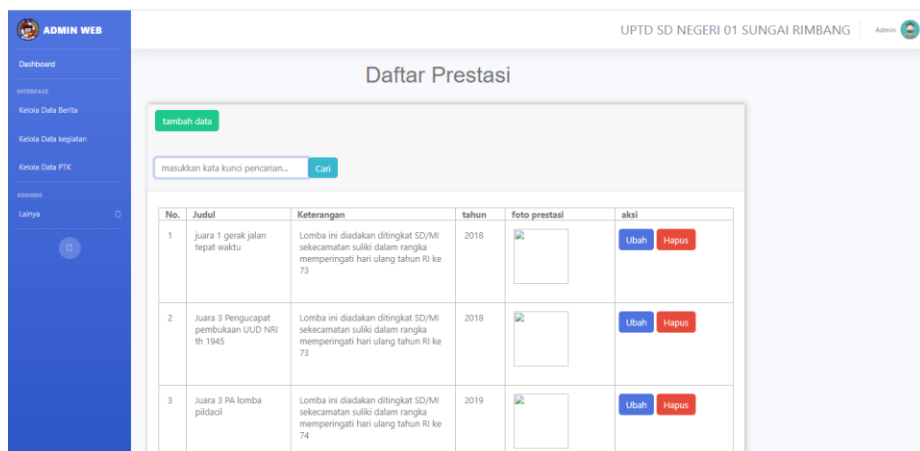 ADMIN WEB
UPTD SD NEGERI 01 SUNGAI RIMBANG
Admin
Dashboard
INTERFACE
Kelola Data Berita
Kelola Data kegiatan
Kelola Data PTK
ADDONS
Lainya
Daftar Prestasi
tambah data
masukkan kata kunci pencarian...
Cari
No. Judul Keterangan tahun foto prestasi aksi
1 juara 1 gerak jalan Lomba ini diadakan ditingkat SD/MI 2018 Ubah Hapus
tepat waktu sekecamatan suliki dalam rangka
memperingati hari ulang tahun RI ke
73
2 Juara 3 Pengucapat Lomba ini diadakan ditingkat SD/MI 2018 Ubah Hapus
pembukaan UUD NRI sekecamatan suliki dalam rangka
th 1945 memperingati hari ulang tahun RI ke
73
3 Juara 3 PA lomba Lomba ini diadakan ditingkat SD/MI 2019 Ubah Hapus
pildacil sekecamatan suliki dalam rangka
memperingati hari ulang tahun RI ke
74